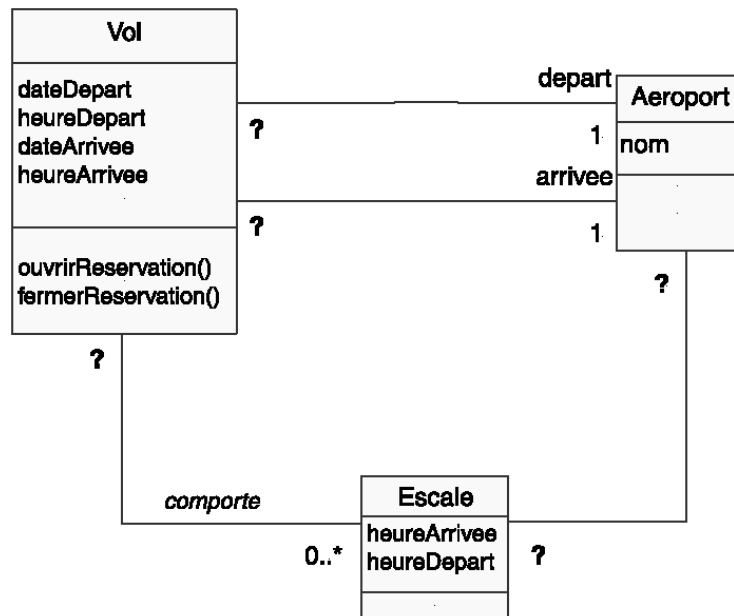 Vol
dateDepart
heureDepart
dateArrivee
heureArrivee
ouvrirReservation()
fermerReservation()
depart
?
1
arrivee
?
1
Aeroport
nom
?
?
comporte
0..*
Escale
heureArrivee
heureDepart
?